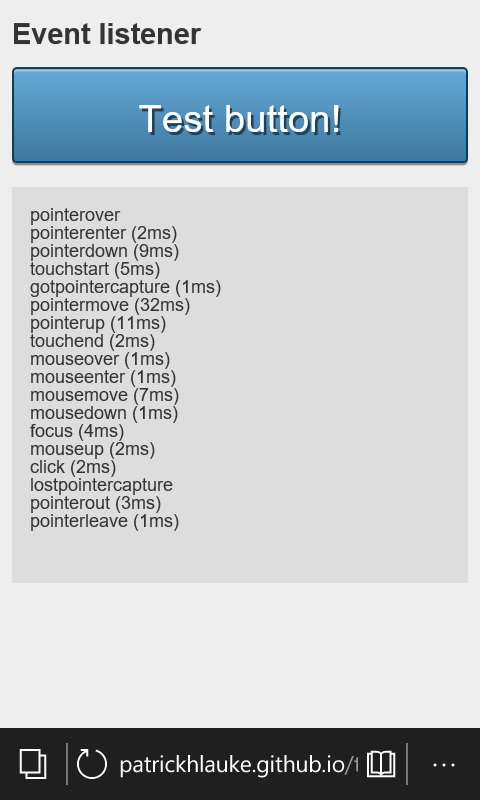 Event listener
Test button!
pointerover
pointerenter (2ms)
pointerdown (9ms)
touchstart (5ms)
gotpointercapture (1ms)
pointermove (32ms)
pointerup (11ms)
touchend (2ms)
mouseover (1ms)
mouseenter (1ms)
mousemove (7ms)
mousedown (1ms)
focus (4ms)
mouseup (2ms)
click (2ms)
lostpointercapture
pointerout (3ms)
pointerleave (1ms)
patrickhlauke.github.io/